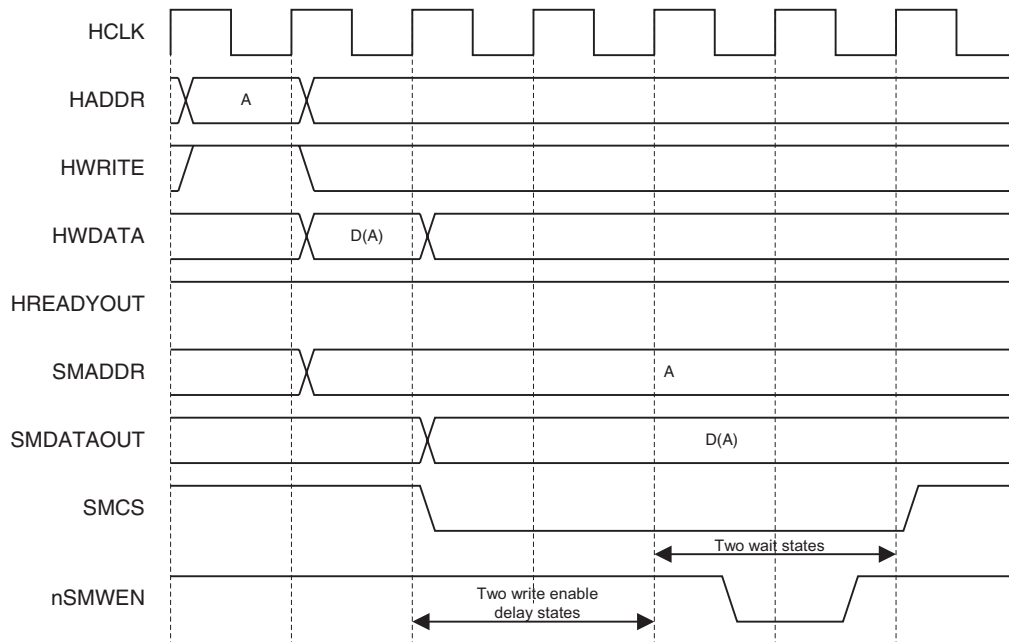 HCLK
HADDR
A
HWRITE
HWDATA
D(A)
HREADYOUT
SMADDR
A
SMDATAOUT
D(A)
SMCS
Two wait states
nSMWEN
Two write enable
delay states